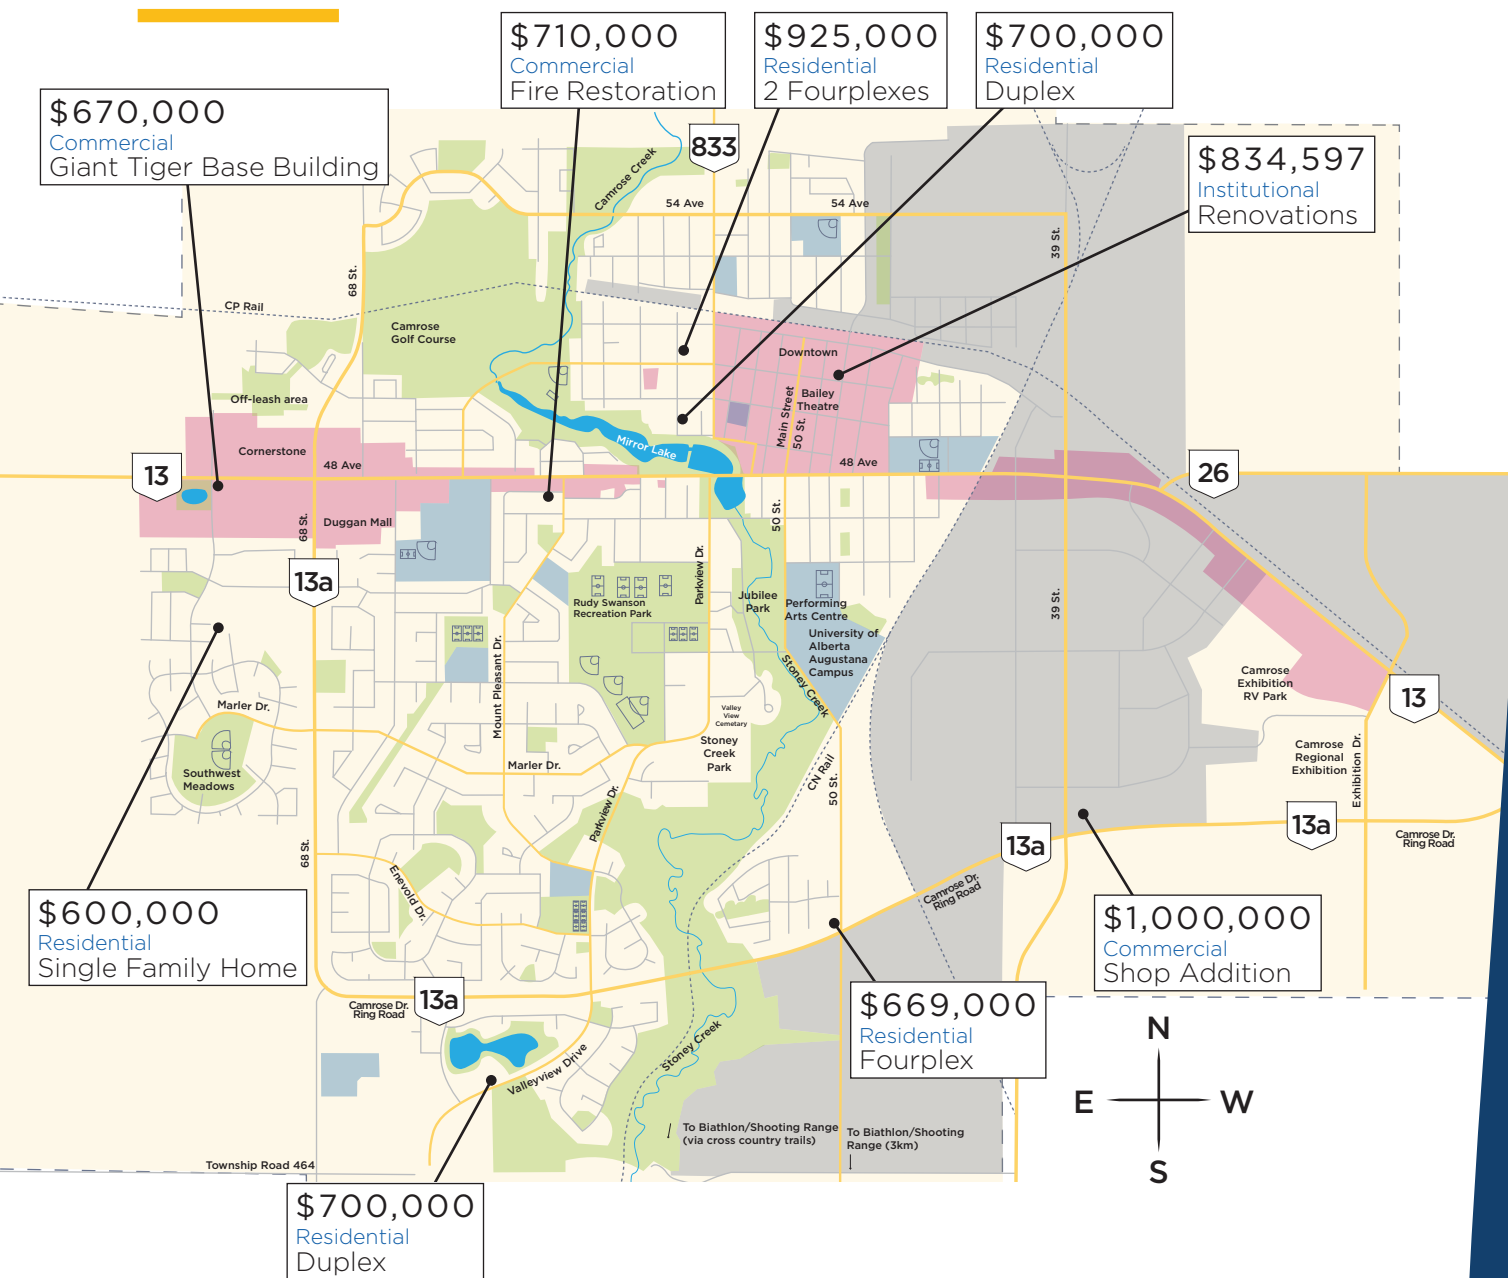 $710,000
Commercial
Fire Restoration
$925,000
Residential
2 Fourplexes
$700,000
Residential
Duplex
$670,000
Commercial
Giant Tiger Base Building
$834,597
Institutional
Renovations
833
Camrose Creek
54 Ave
54 Ave
39 St.
68 St.
CP Rail
Camrose
Golf Course
Downtown
Main Street
50 St.
Bailey
Theatre
Off-leash area
Cornerstone
48 Ave
Mirror Lake
48 Ave
13
26
Duggan Mall
68 St.
13a
50 St.
Parkview Dr.
39 St.
Rudy Swanson
Recreation Park
Jubilee
Park
Performing
Arts Centre
University of
Alberta
Augustana
Campus
Stoney Creek
Mount Pleasant Dr.
Camrose
Exhibition
RV Park
13
Marler Dr.
Valley
View
Cemetary
Stoney
Creek
Park
Marler Dr.
Southwest
Meadows
CN Rail
50 St.
Camrose
Regional
Exhibition
Exhibition Dr.
Parkview Dr.
13a
13a
Camrose Dr.
Ring Road
68 St.
Enevold Dr.
Camrose Dr.
Ring Road
$600,000
Residential
Single Family Home
$1,000,000
Commercial
Shop Addition
13a
Camrose Dr.
Ring Road
$669,000
Residential
Fourplex
Stoney Creek
Valleyview Drive
N
E
W
S
To Biathlon/Shooting Range
(via cross country trails)
To Biathlon/Shooting
Range (3km)
Township Road 464
$700,000
Residential
Duplex